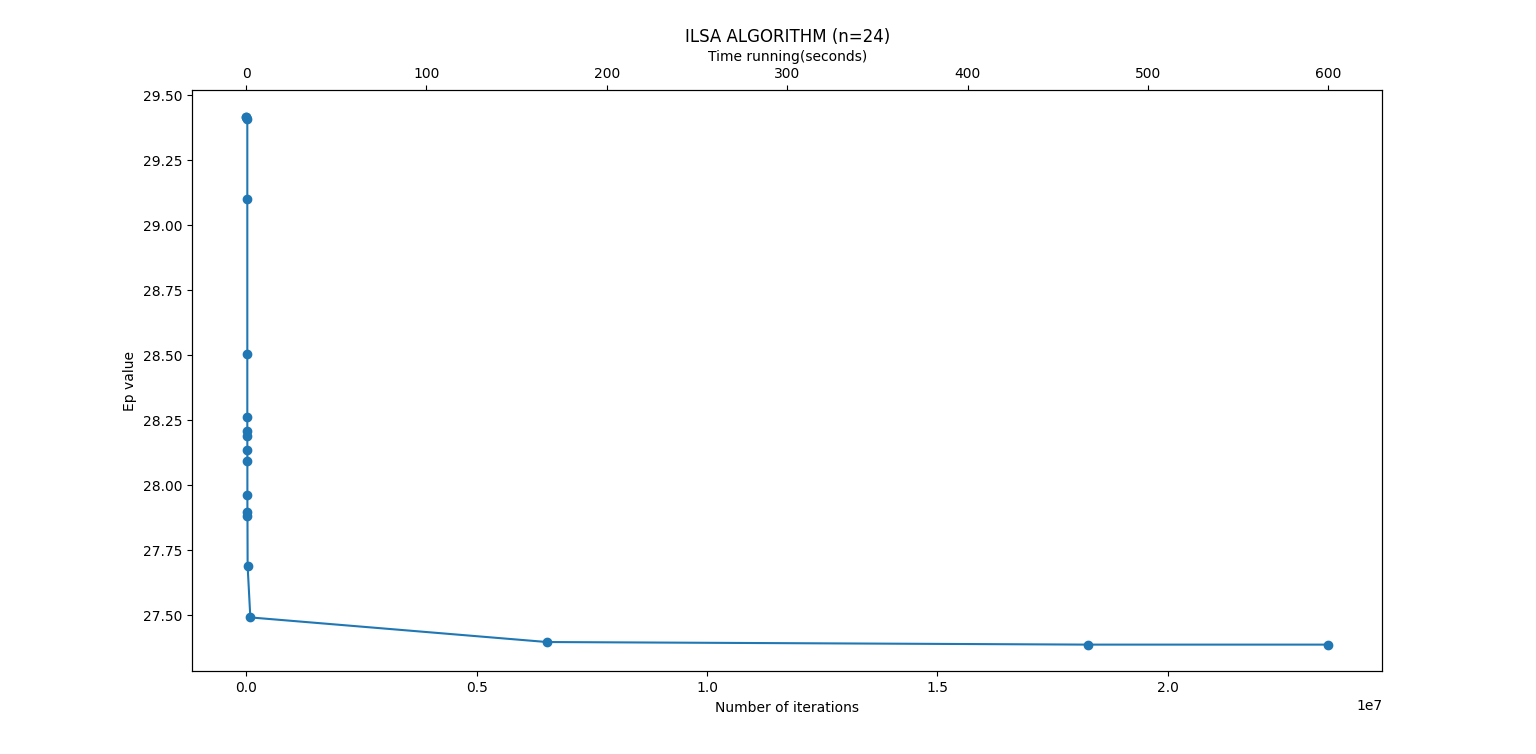 ILSA ALGORITHM (n=24)
Time running(seconds)
0 100 200 300 400 500 600
29.50
29.25
29.00
28.75
28.50
28.25
28.00
27.75
27.50
Ep value
0.0 0.5 1.0 1.5 2.0
1e7
Number of iterations